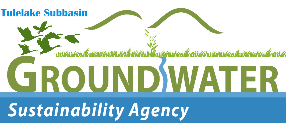 Tulelake Subbasin
GROUNDWATER
Sustainability Agency